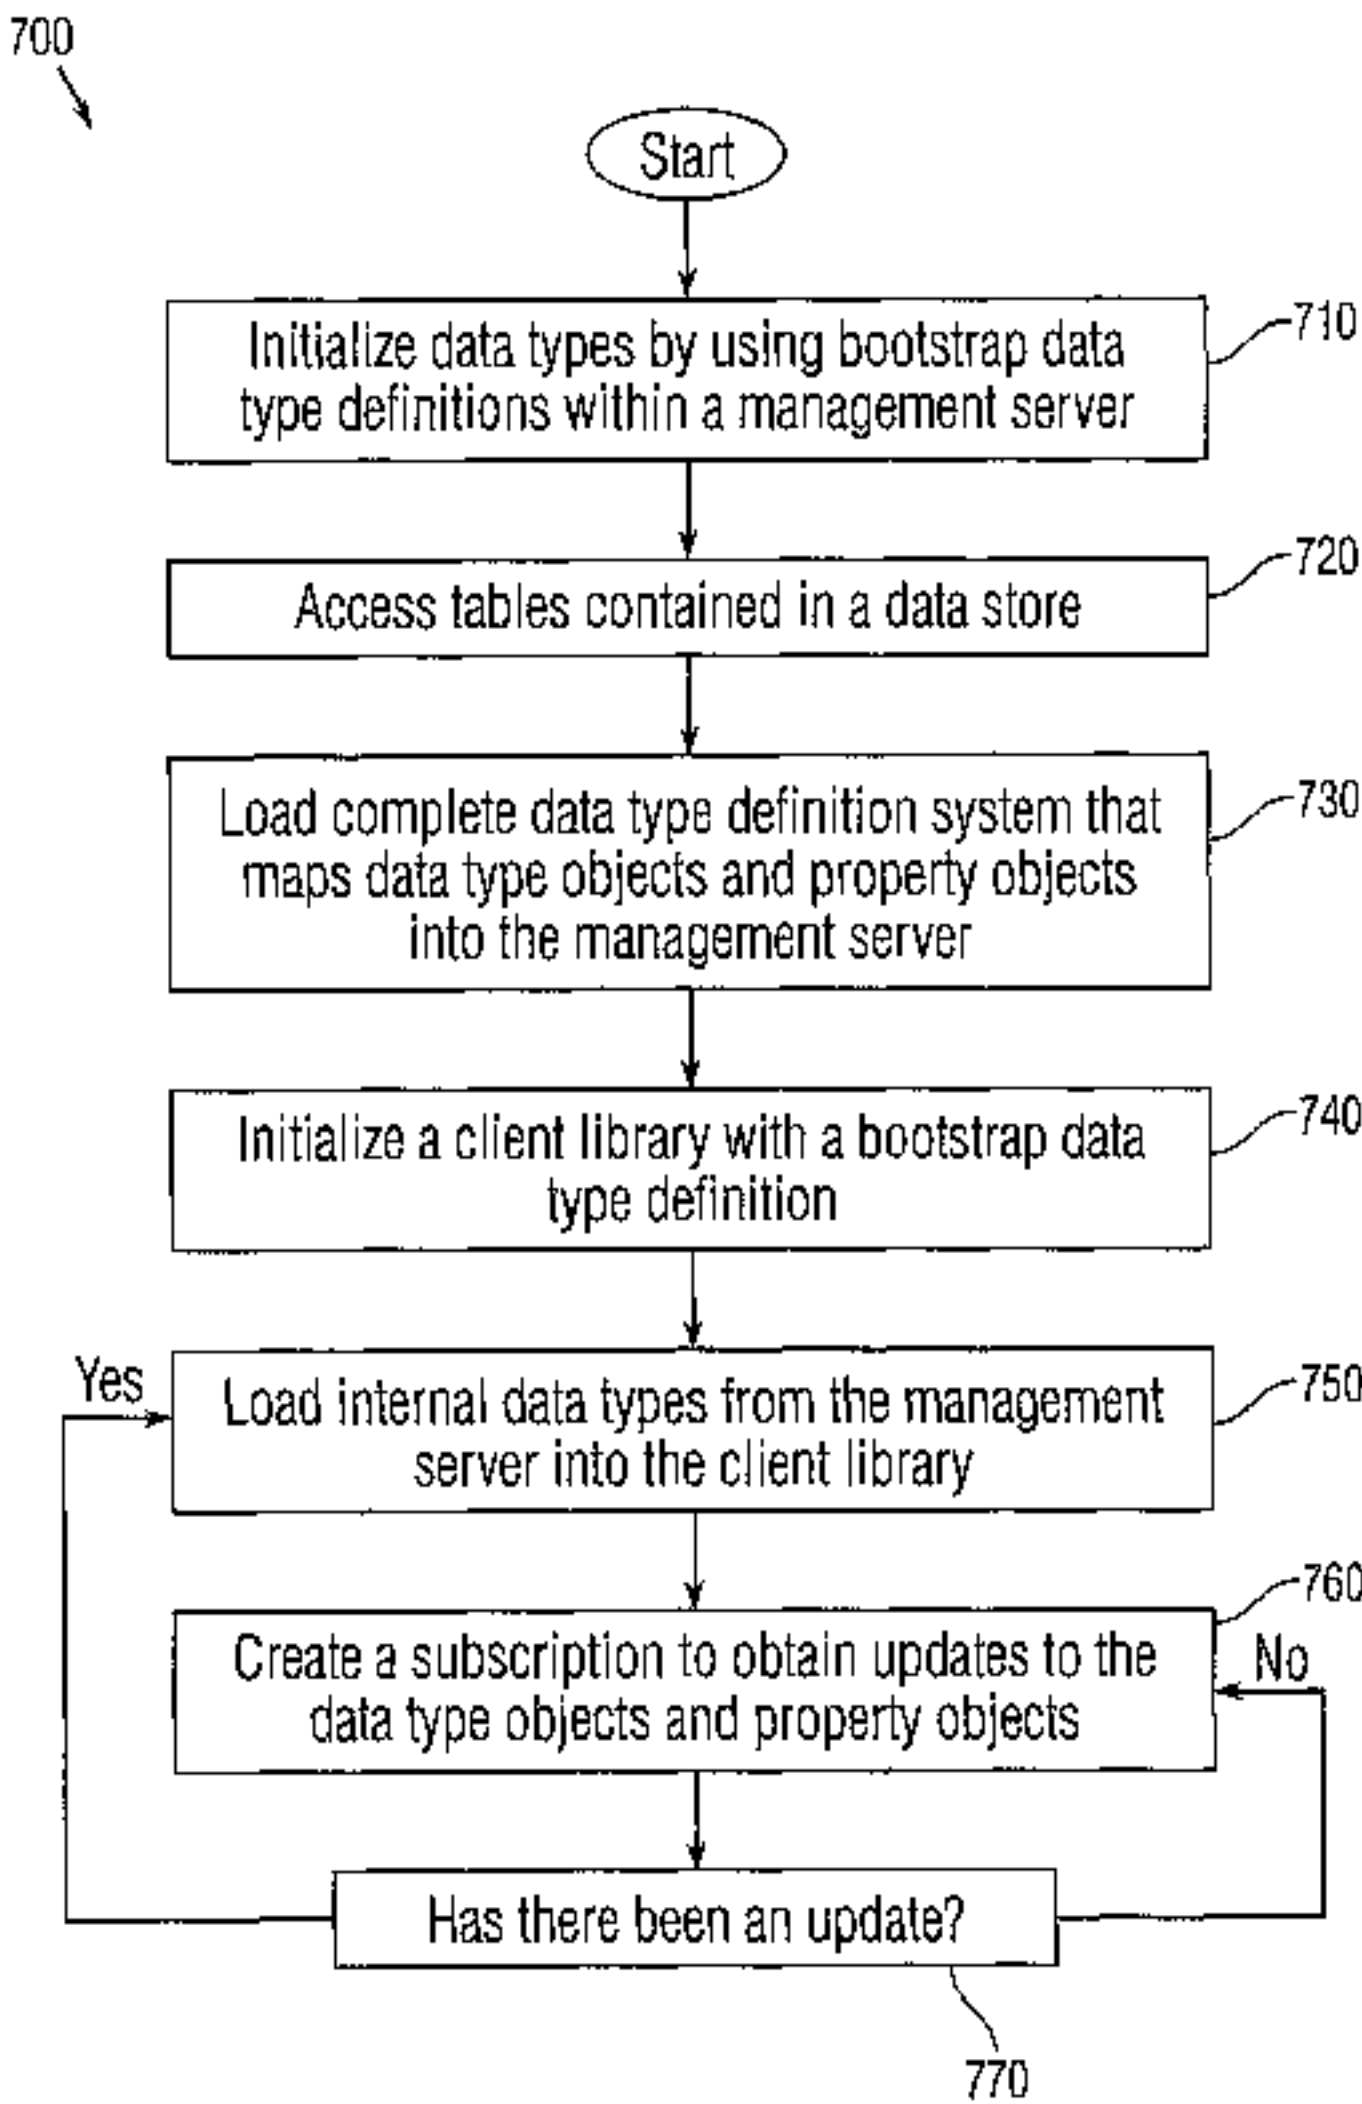 700
Start
Initialize data types by using bootstrap data
type definitions within a management server
710
Access tables contained in a data store
720
Load complete data type definition system that
maps data type objects and property objects
into the management server
730
Initialize a client library with a bootstrap data
type definition
740
Yes
Load internal data types from the management
server into the client library
750
760
Create a subscription to obtain updates to the
data type objects and property objects
No
Has there been an update?
770